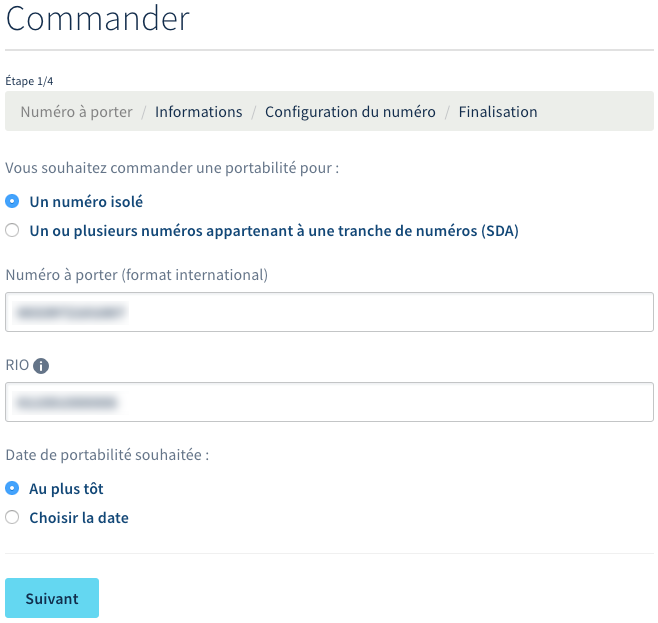 Commander
Étape 1/4
Numéro à porter / Informations / Configuration du numéro / Finalisation
Vous souhaitez commander une portabilité pour :
Un numéro isolé
Un ou plusieurs numéros appartenant à une tranche de numéros (SDA)
Numéro à porter (format international)
RIO i
Date de portabilité souhaitée :
Au plus tôt
Choisir la date
Suivant